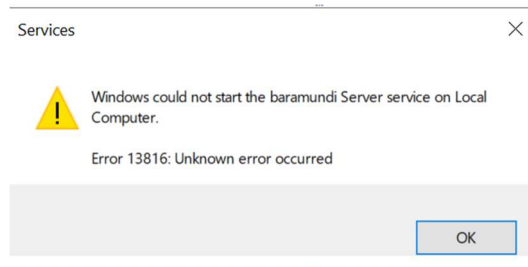 Services
Windows could not start the baramundi Server service on Local
Computer.
Error 13816: Unknown error occurred
OK